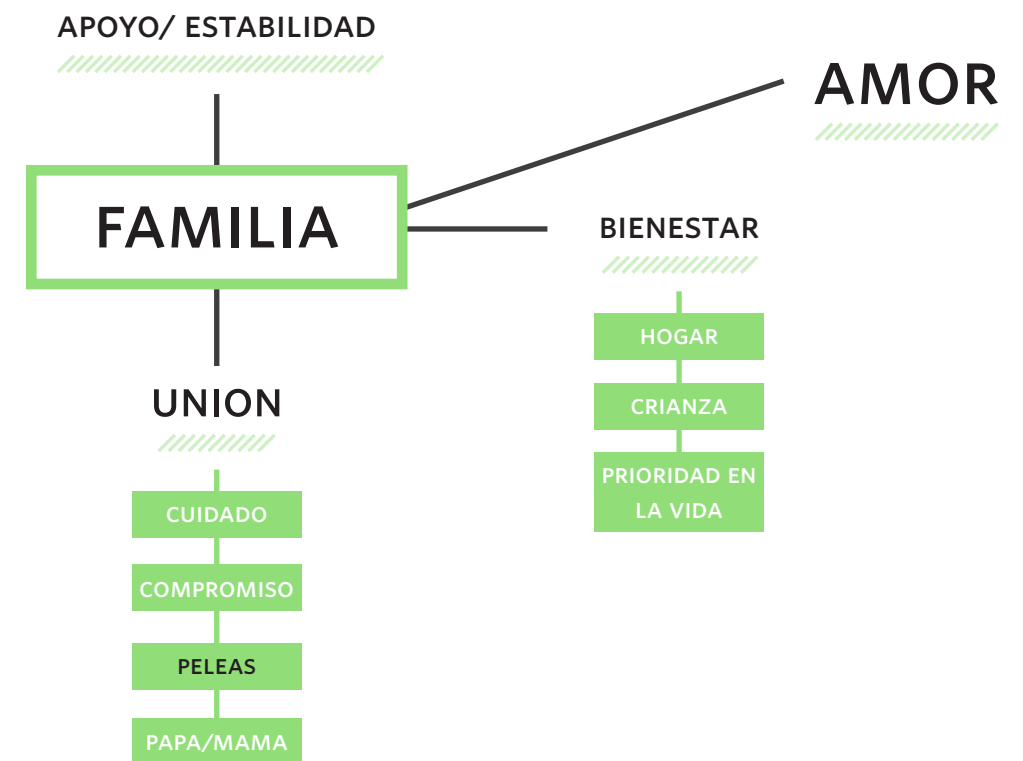 APOYO/ ESTABILIDAD
AMOR
FAMILIA
BIENESTAR
HOGAR
CRIANZA
PRIORIDAD EN
LA VIDA
UNION
CUIDADO
COMPROMISO
PELEAS
PAPA/MAMA